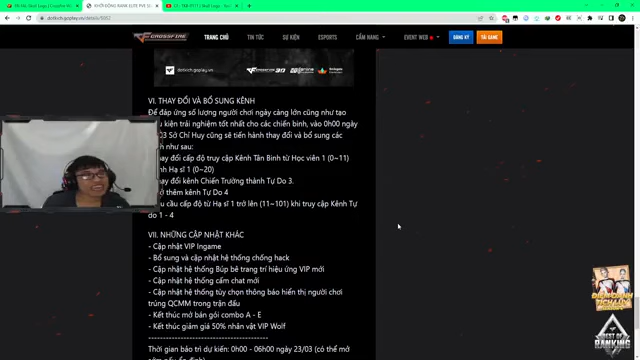 dotkich.goplay.vn/details/8082
CROSSFIRE
TRANG CHỦ
TIN TỨC
SỰ KIỆN
ESPORTS
CẨM NANG
EVENT WEB
ĐĂNG KÝ
TẢI GAME
dotkich.goplay.vn
VI. THAY ĐỔI VÀ BỔ SUNG KÊNH
Để đáp ứng số lượng người chơi ngày càng lớn cũng như tạo
kiện trải nghiệm tốt nhất cho các chiến binh, vào 0h00 ngày
03 Sở Chỉ Huy cũng sẽ tiến hành thay đổi và bổ sung các
như sau:
ay đổi cấp độ truy cập Kênh Tân Binh từ Học viên 1 (0~11)
nh Hạ sĩ 1 (0~20)
ay đổi kênh Chiến Trường thành Tự Do 3.
ở thêm kênh Tự Do 4
u cầu cấp độ từ Hạ sĩ 1 trở lên (11~101) khi truy cập Kênh Tự
do 1 - 4
VII. NHỮNG CẬP NHẬT KHÁC
- Cập nhật VIP Ingame
- Bổ sung và cập nhật hệ thống chống hack
- Cập nhật hệ thống Búp bê trang trí hiệu ứng VIP mới
- Cập nhật hệ thống cấm chat mới
- Cập nhật hệ thống tùy chọn thông báo hiển thị người chơi
trúng QCMM trong trận đấu
- Kết thúc mở bán gói combo A - E
- Kết thúc giảm giá 50% nhân vật VIP Wolf
Thời gian bảo trì dự kiến: 0h00 - 06h00 ngày 23/03 (có thể mở
BEST OF
RANKING